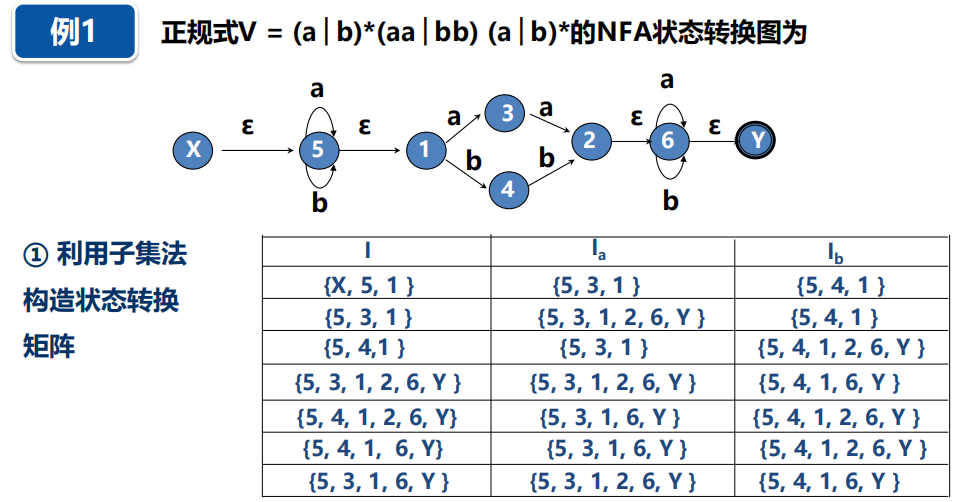 例1
正规式V = (a|b)*(aa|bb) (a|b)*的NFA状态转换图为
a a
3 a a
ε ε a ε ε
X 5 1 2 6 Y
b b
4
b b
① 利用子集法
构造状态转换
矩阵
I Ia Ib
{X, 5, 1 } {5, 3, 1 } {5, 4, 1 }
{5, 3, 1 } {5, 3, 1, 2, 6, Y } {5, 4, 1 }
{5, 4,1 } {5, 3, 1 } {5, 4, 1, 2, 6, Y }
{5, 3, 1, 2, 6, Y } {5, 3, 1, 2, 6, Y } {5, 4, 1, 6, Y }
{5, 4, 1, 2, 6, Y} {5, 3, 1, 6, Y } {5, 4, 1, 2, 6, Y }
{5, 4, 1, 6, Y} {5, 3, 1, 6, Y } {5, 4, 1, 2, 6, Y }
{5, 3, 1, 6, Y } {5, 3, 1, 2, 6, Y } {5, 4, 1, 6, Y }